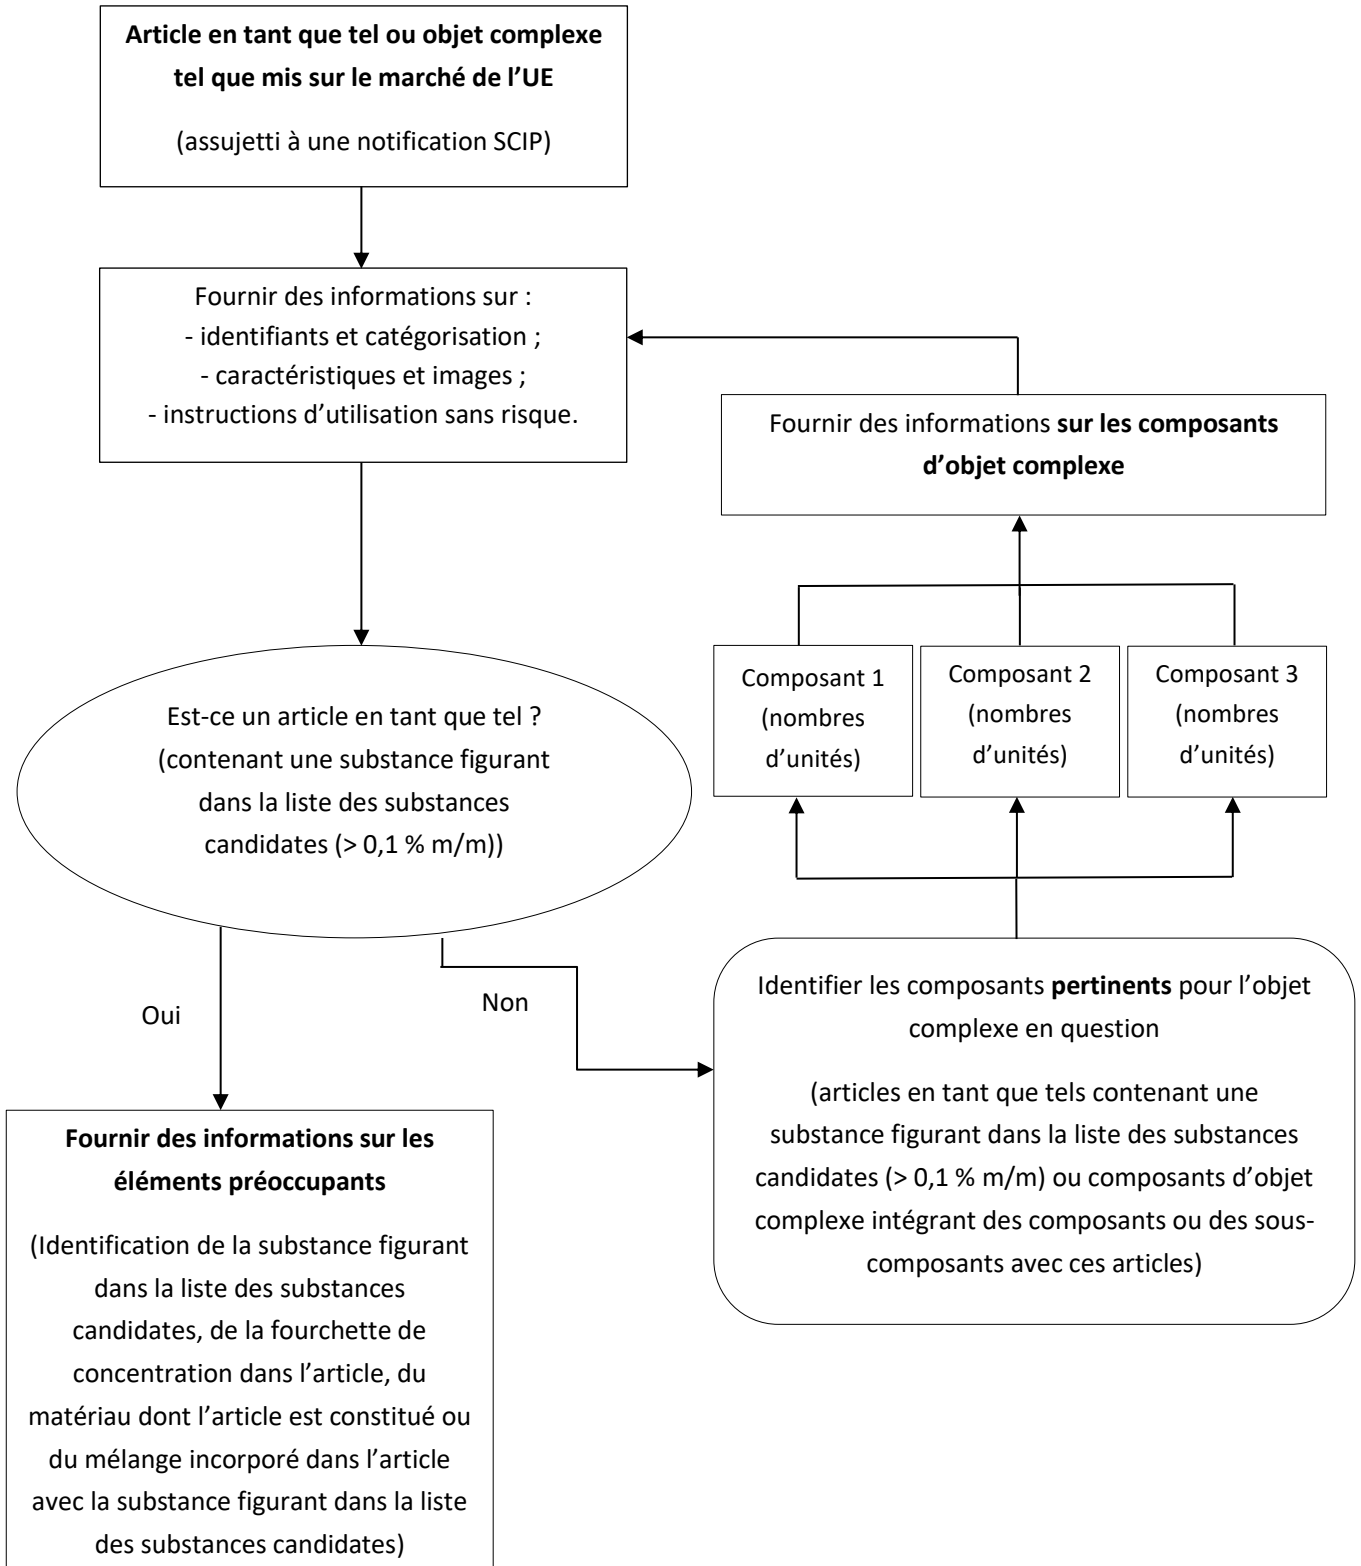 Article en tant que tel ou objet complexe
tel que mis sur le marché de l’UE
(assujetti à une notification SCIP)
Fournir des informations sur :
- identifiants et catégorisation ;
- caractéristiques et images ;
- instructions d’utilisation sans risque.
Fournir des informations sur les composants
d’objet complexe
Composant 1
(nombres
d’unités)
Composant 2
(nombres
d’unités)
Composant 3
(nombres
d’unités)
Est-ce un article en tant que tel ?
(contenant une substance figurant
dans la liste des substances
candidates (> 0,1 % m/m))
Oui
Non
Identifier les composants pertinents pour l’objet
complexe en question
(articles en tant que tels contenant une
substance figurant dans la liste des substances
candidates (> 0,1 % m/m) ou composants d’objet
complexe intégrant des composants ou des sous-
composants avec ces articles)
Fournir des informations sur les
éléments préoccupants
(Identification de la substance figurant
dans la liste des substances
candidates, de la fourchette de
concentration dans l’article, du
matériau dont l’article est constitué ou
du mélange incorporé dans l’article
avec la substance figurant dans la liste
des substances candidates)